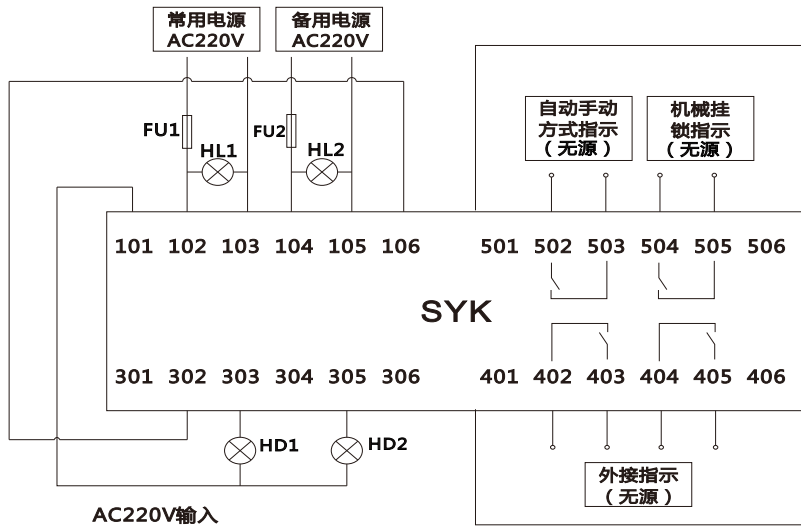 常用电源
AC220V
备用电源
AC220V
自动手动
方式指示
（无源）
机械挂
锁指示
（无源）
FU1
HL1
FU2
HL2
101 102 103 104 105 106 501 502 503 504 505 506
SYK
301 302 303 304 305 306 401 402 403 404 405 406
HD1
HD2
外接指示
（无源）
AC220V输入